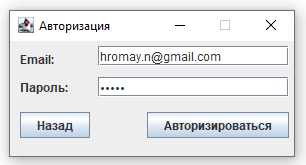 Авторизация
Email: hromay.n@gmail.com
Пароль: •••••
Назад Авторизироваться